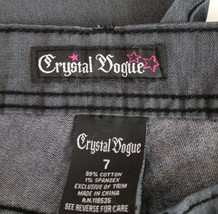 Crystal Vogue
Crystal Vogue
7
99% COTTON
1% SPANDEX
EXCLUSIVE OF TRIM
MADE IN CHINA
R.N.118535
SEE REVERSE FOR CARE